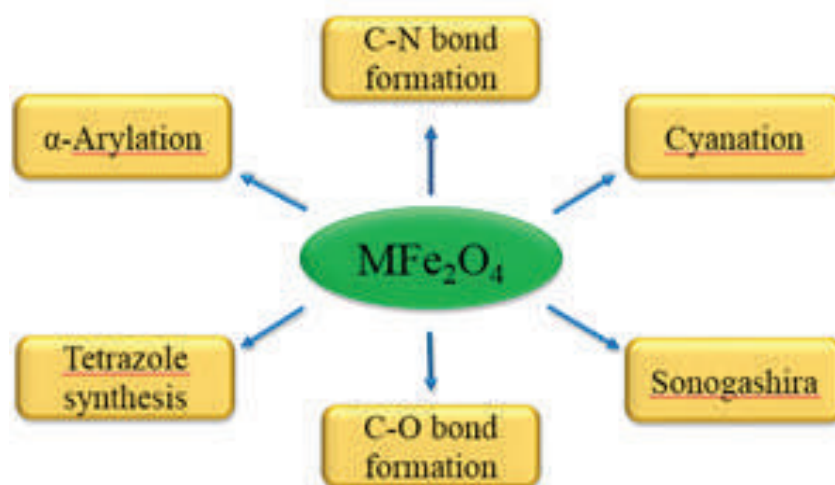 C-N bond
formation
α-Arylation
Cyanation
MFe₂O₄
Tetrazole
synthesis
Sonogashira
C-O bond
formation